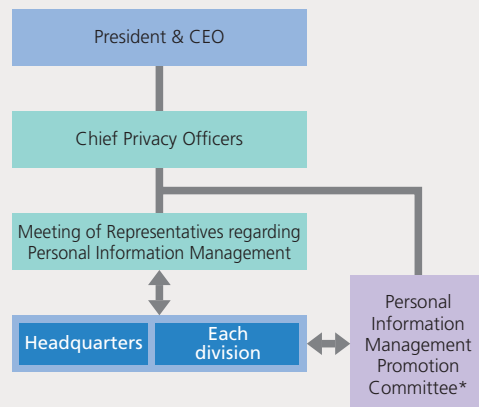 President & CEO
Chief Privacy Officers
Meeting of Representatives regarding
Personal Information Management
Headquarters
Each
division
Personal
Information
Management
Promotion
Committee*